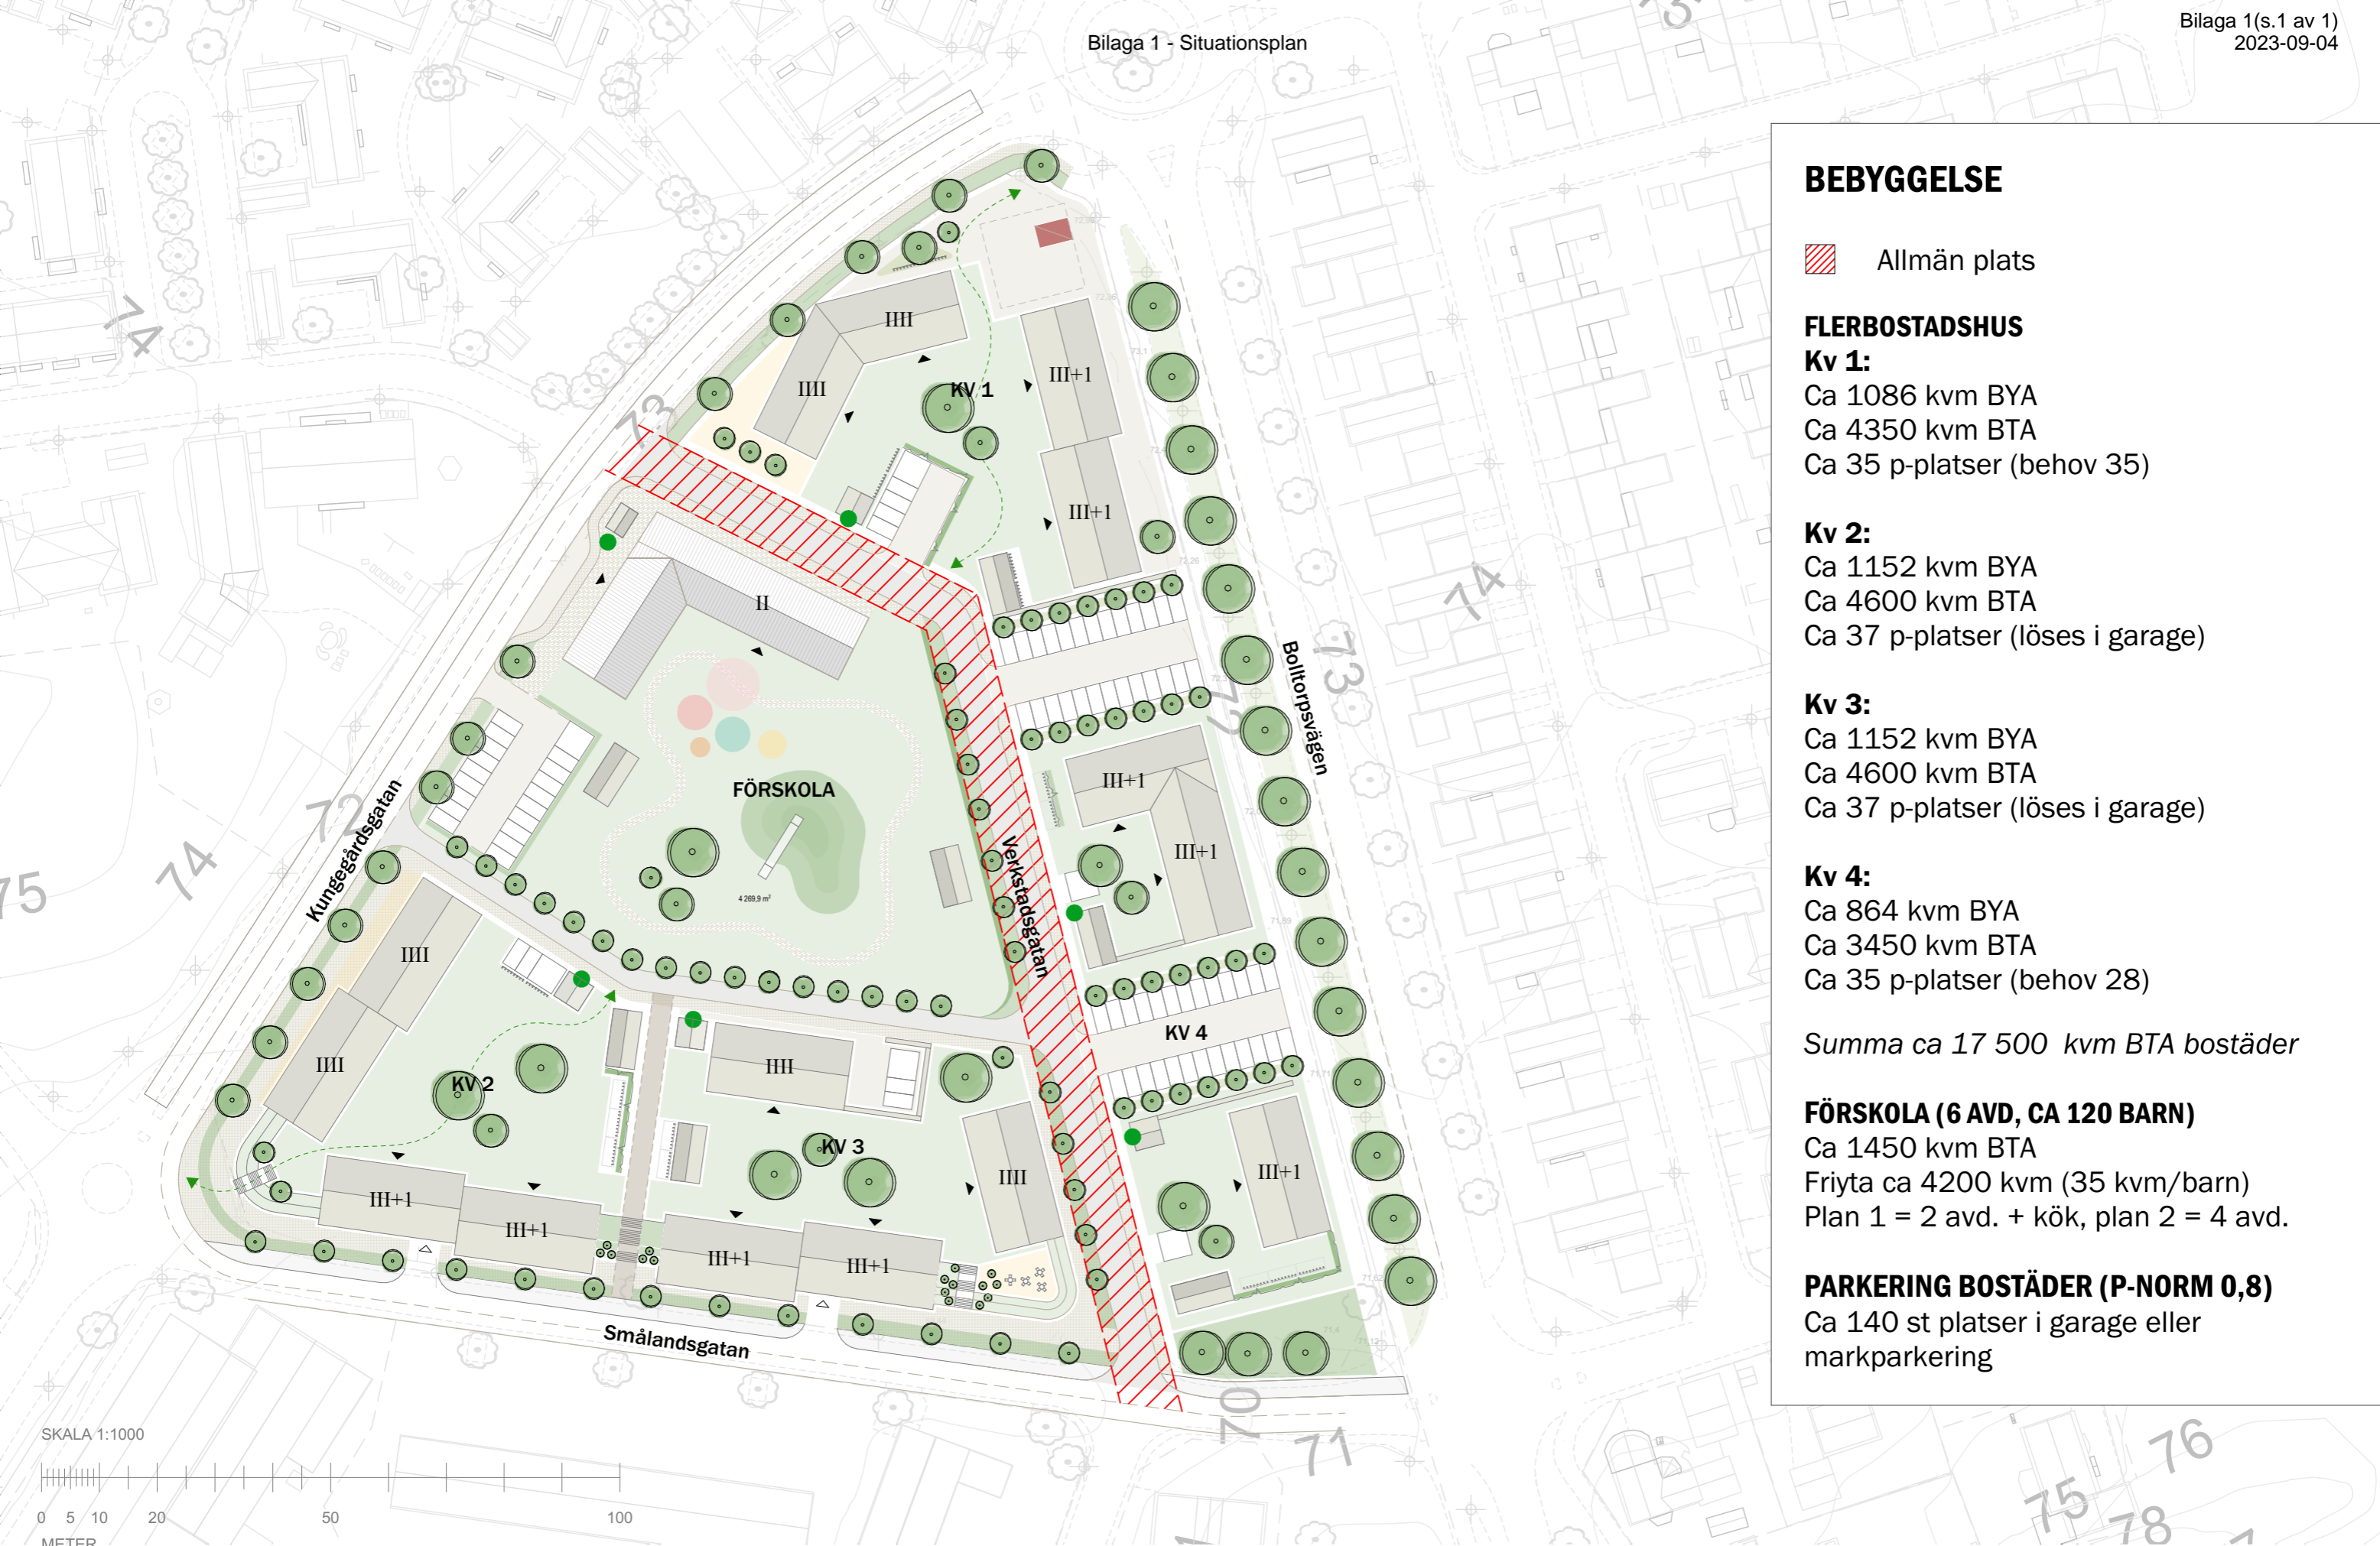 Bilaga 1 - Situationsplan
Bilaga 1(s.1 av 1)
2023-09-04
BEBYGGELSE
Allmän plats
FLERBOSTADSHUS
Kv 1:
Ca 1086 kvm BYA
Ca 4350 kvm BTA
Ca 35 p-platser (behov 35)
Kv 2:
Ca 1152 kvm BYA
Ca 4600 kvm BTA
Ca 37 p-platser (löses i garage)
Kv 3:
Ca 1152 kvm BYA
Ca 4600 kvm BTA
Ca 37 p-platser (löses i garage)
Kv 4:
Ca 864 kvm BYA
Ca 3450 kvm BTA
Ca 35 p-platser (behov 28)
Summa ca 17 500 kvm BTA bostäder
FÖRSKOLA (6 AVD, CA 120 BARN)
Ca 1450 kvm BTA
Friyta ca 4200 kvm (35 kvm/barn)
Plan 1 = 2 avd. + kök, plan 2 = 4 avd.
PARKERING BOSTÄDER (P-NORM 0,8)
Ca 140 st platser i garage eller
markparkering
74
73
IIII
IIII
KV 1
III+1
III+1
II
74
73
72
Bolltorpsvägen
FÖRSKOLA
4 269,9 m²
III+1
III+1
Verkstadsgatan
72
Kungegårdsgatan
74
75
IIII
IIII
KV 2
IIII
KV 3
IIII
KV 4
III+1
III+1
III+1
III+1
III+1
Smålandsgatan
70
71
76
75
78
SKALA 1:1000
0 5 10 20 50 100
METER